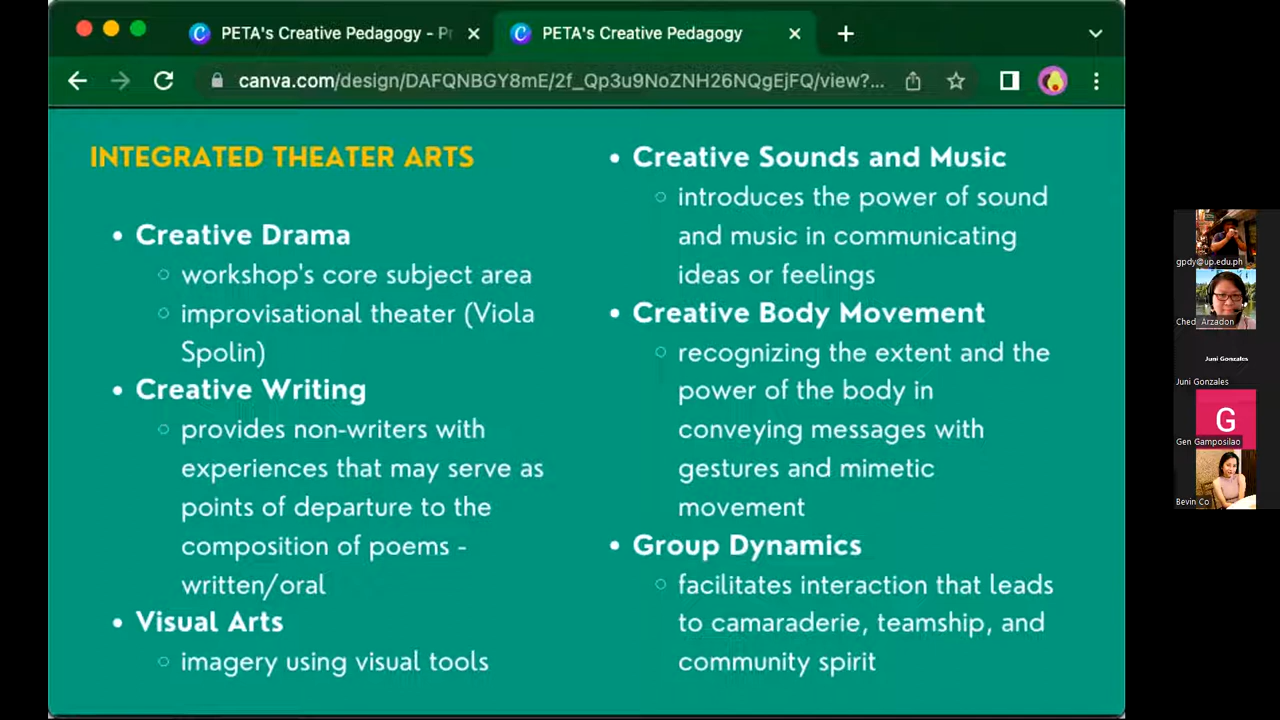 PETA's Creative Pedagogy - Pr
PETA's Creative Pedagogy
canva.com/design/DAFQNBGY8mE/2f_Qp3u9NoZNH26NQgEjFQ/view?...
INTEGRATED THEATER ARTS
• Creative Drama
○ workshop's core subject area
○ improvisational theater (Viola
Spolin)
• Creative Writing
○ provides non-writers with
experiences that may serve as
points of departure to the
composition of poems -
written/oral
• Visual Arts
○ imagery using visual tools
• Creative Sounds and Music
○ introduces the power of sound
and music in communicating
ideas or feelings
• Creative Body Movement
○ recognizing the extent and the
power of the body in
conveying messages with
gestures and mimetic
movement
• Group Dynamics
○ facilitates interaction that leads
to camaraderie, teamship, and
community spirit
gpdy@up.edu.ph
Ched Arzadon
Juni Gonzales
Juni Gonzales
G
Gen Gamposilao
Bevin Co